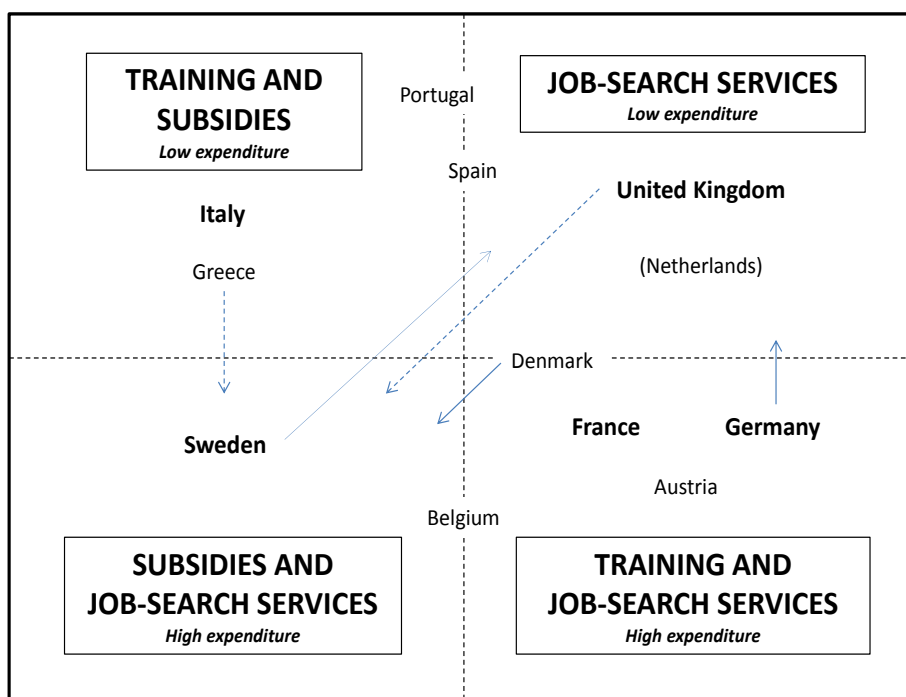 TRAINING AND
SUBSIDIES
Low expenditure
Portugal
JOB-SEARCH SERVICES
Low expenditure
Spain
United Kingdom
Italy
Greece
(Netherlands)
Denmark
Sweden
France
Germany
Austria
Belgium
SUBSIDIES AND
JOB-SEARCH SERVICES
High expenditure
TRAINING AND
JOB-SEARCH SERVICES
High expenditure